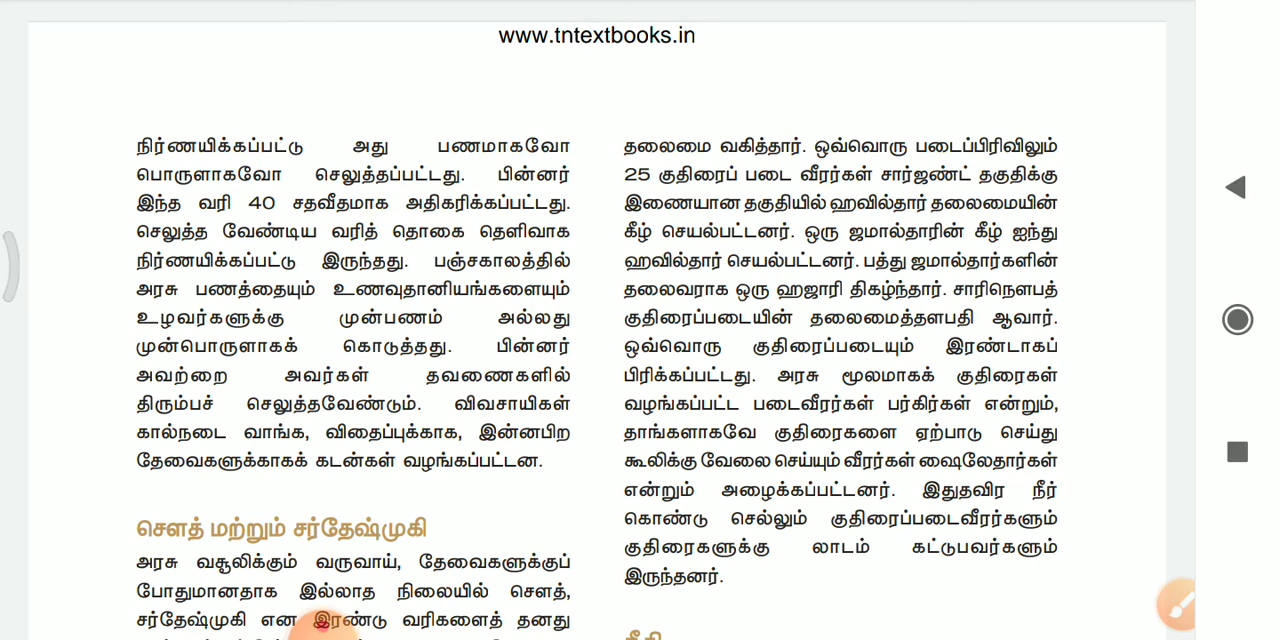 www.tntextbooks.in
நிர்ணயிக்கப்பட்டு அது பணமாகவோ
பொருளாகவோ செலுத்தப்பட்டது. பின்னர்
இந்த வரி 40 சதவீதமாக அதிகரிக்கப்பட்டது.
செலுத்த வேண்டிய வரித் தொகை தெளிவாக
நிர்ணயிக்கப்பட்டு இருந்தது. பஞ்சகாலத்தில்
அரசு பணத்தையும் உணவுதானியங்களையும்
உழவர்களுக்கு முன்பணம் அல்லது
முன்பொருளாகக் கொடுத்தது. பின்னர்
அவற்றை அவர்கள் தவணைகளில்
திரும்பச் செலுத்தவேண்டும். விவசாயிகள்
கால்நடை வாங்க, விதைப்புக்காக, இன்னபிற
தேவைகளுக்காகக் கடன்கள் வழங்கப்பட்டன.
சௌத் மற்றும் சர்தேஷ்முகி
அரசு வசூலிக்கும் வருவாய், தேவைகளுக்குப்
போதுமானதாக இல்லாத நிலையில் சௌத்,
சர்தேஷ்முகி என இரண்டு வரிகளைத் தனது
தலைமை வகித்தார். ஒவ்வொரு படைப்பிரிவிலும்
25 குதிரைப் படை வீரர்கள் சார்ஜண்ட் தகுதிக்கு
இணையான தகுதியில் ஹவில்தார் தலைமையின்
கீழ் செயல்பட்டனர். ஒரு ஜமால்தாரின் கீழ் ஐந்து
ஹவில்தார் செயல்பட்டனர். பத்து ஜமால்தார்களின்
தலைவராக ஒரு ஹஜாரி திகழ்ந்தார். சாரிநௌபத்
குதிரைப்படையின் தலைமைத்தளபதி ஆவார்.
ஒவ்வொரு குதிரைப்படையும் இரண்டாகப்
பிரிக்கப்பட்டது. அரசு மூலமாகக் குதிரைகள்
வழங்கப்பட்ட படைவீரர்கள் பர்கிர்கள் என்றும்,
தாங்களாகவே குதிரைகளை ஏற்பாடு செய்து
கூலிக்கு வேலை செய்யும் வீரர்கள் ஷைலேதார்கள்
என்றும் அழைக்கப்பட்டனர். இதுதவிர நீர்
கொண்டு செல்லும் குதிரைப்படைவீரர்களும்
குதிரைகளுக்கு லாடம் கட்டுபவர்களும்
இருந்தனர்.